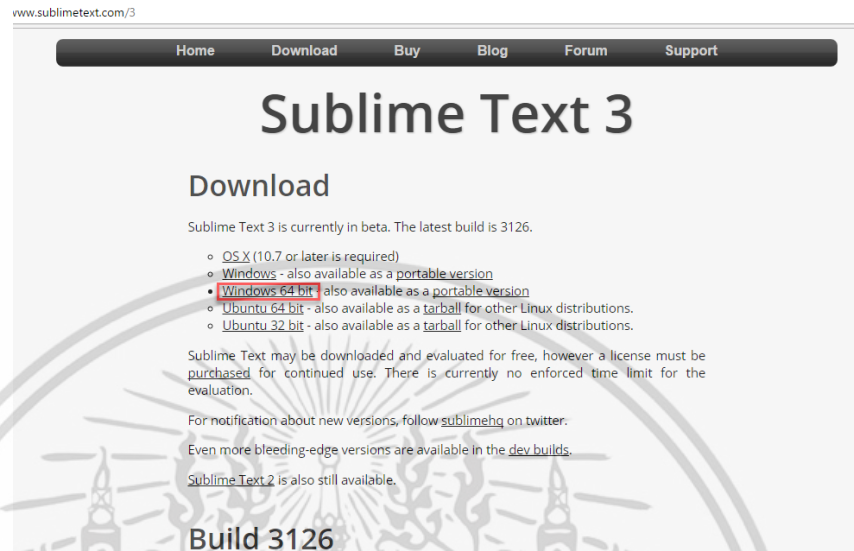 www.sublimetext.com/3
Home Download Buy Blog Forum Support
Sublime Text 3
Download
Sublime Text 3 is currently in beta. The latest build is 3126.
OS X (10.7 or later is required)
Windows - also available as a portable version
Windows 64 bit - also available as a portable version
Ubuntu 64 bit - also available as a tarball for other Linux distributions.
Ubuntu 32 bit - also available as a tarball for other Linux distributions.
Sublime Text may be downloaded and evaluated for free, however a license must be
purchased for continued use. There is currently no enforced time limit for the
evaluation.
For notification about new versions, follow sublimehq on twitter.
Even more bleeding-edge versions are available in the dev builds.
Sublime Text 2 is also still available.
Build 3126